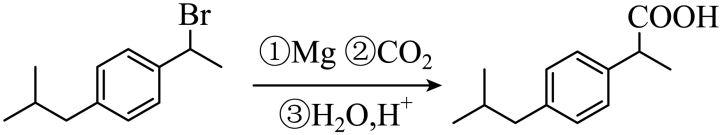 Br
①Mg ②CO₂
③H₂O,H⁺
COOH